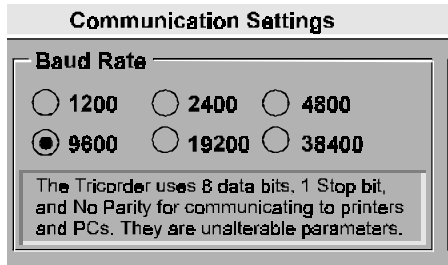 Communication Settings
Baud Rate
1200 2400 4800
9600 19200 38400
The Tricorder uses 8 data bits, 1 Stop bit,
and No Parity for communicating to printers
and PCs. They are unalterable parameters.